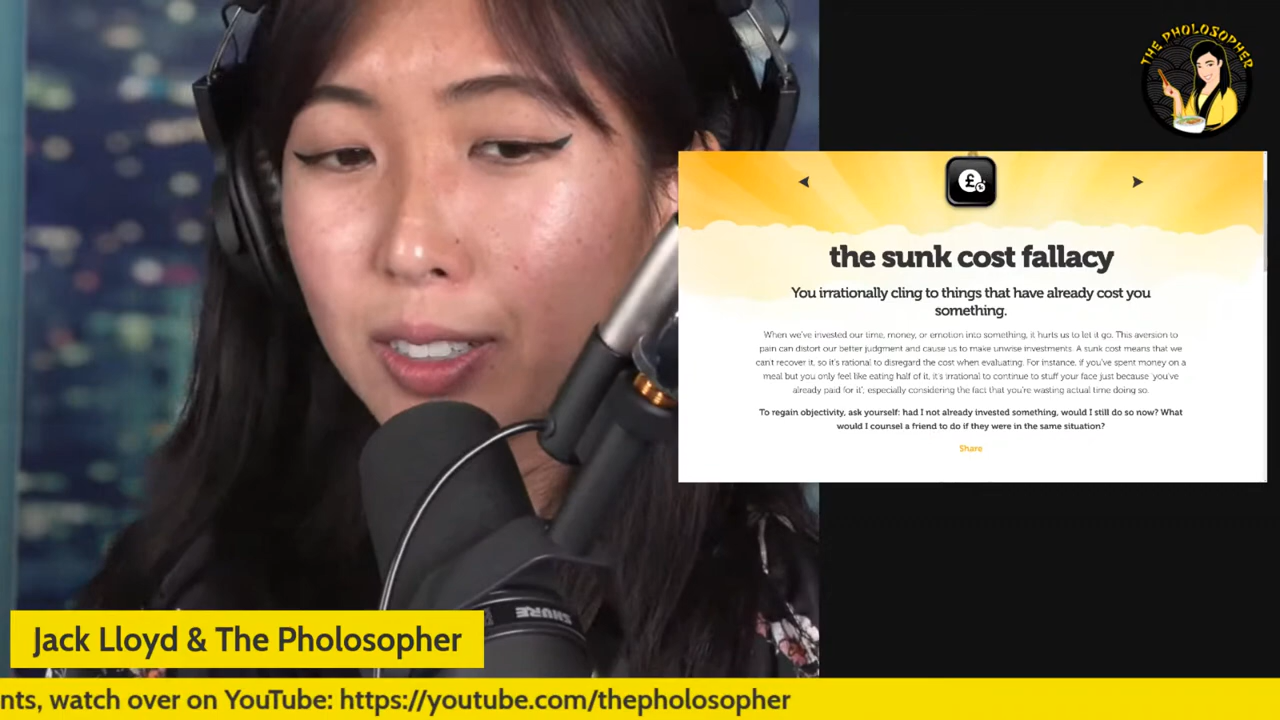 THE PHOLOSOPHER
£
the sunk cost fallacy
You irrationally cling to things that have already cost you
something.
When we've invested our time, money, or emotion into something, it hurts us to let it go. This aversion to
pain can distort our better judgment and cause us to make unwise investments. A sunk cost means that we
can't recover it, so it's rational to disregard the cost when evaluating. For instance, if you've spent money on a
meal but you only feel like eating half of it, it's irrational to continue to stuff your face just because 'you've
already paid for it'; especially considering the fact that you're wasting actual time doing so.
To regain objectivity, ask yourself: had I not already invested something, would I still do so now? What
would I counsel a friend to do if they were in the same situation?
Share
SHURE
Jack Lloyd & The Pholosopher
nts, watch over on YouTube: https://youtube.com/thepholosopher